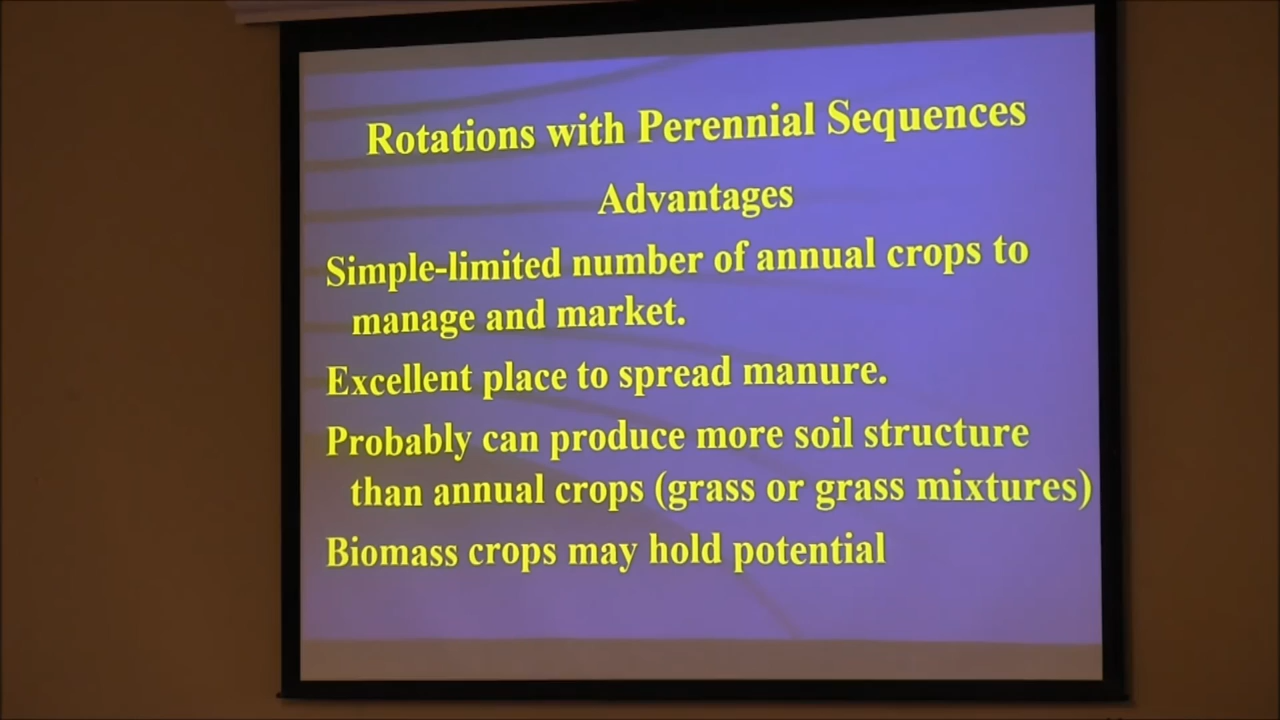 Rotations with Perennial Sequences
Advantages
Simple-limited number of annual crops to
manage and market.
Excellent place to spread manure.
Probably can produce more soil structure
than annual crops (grass or grass mixtures)
Biomass crops may hold potential